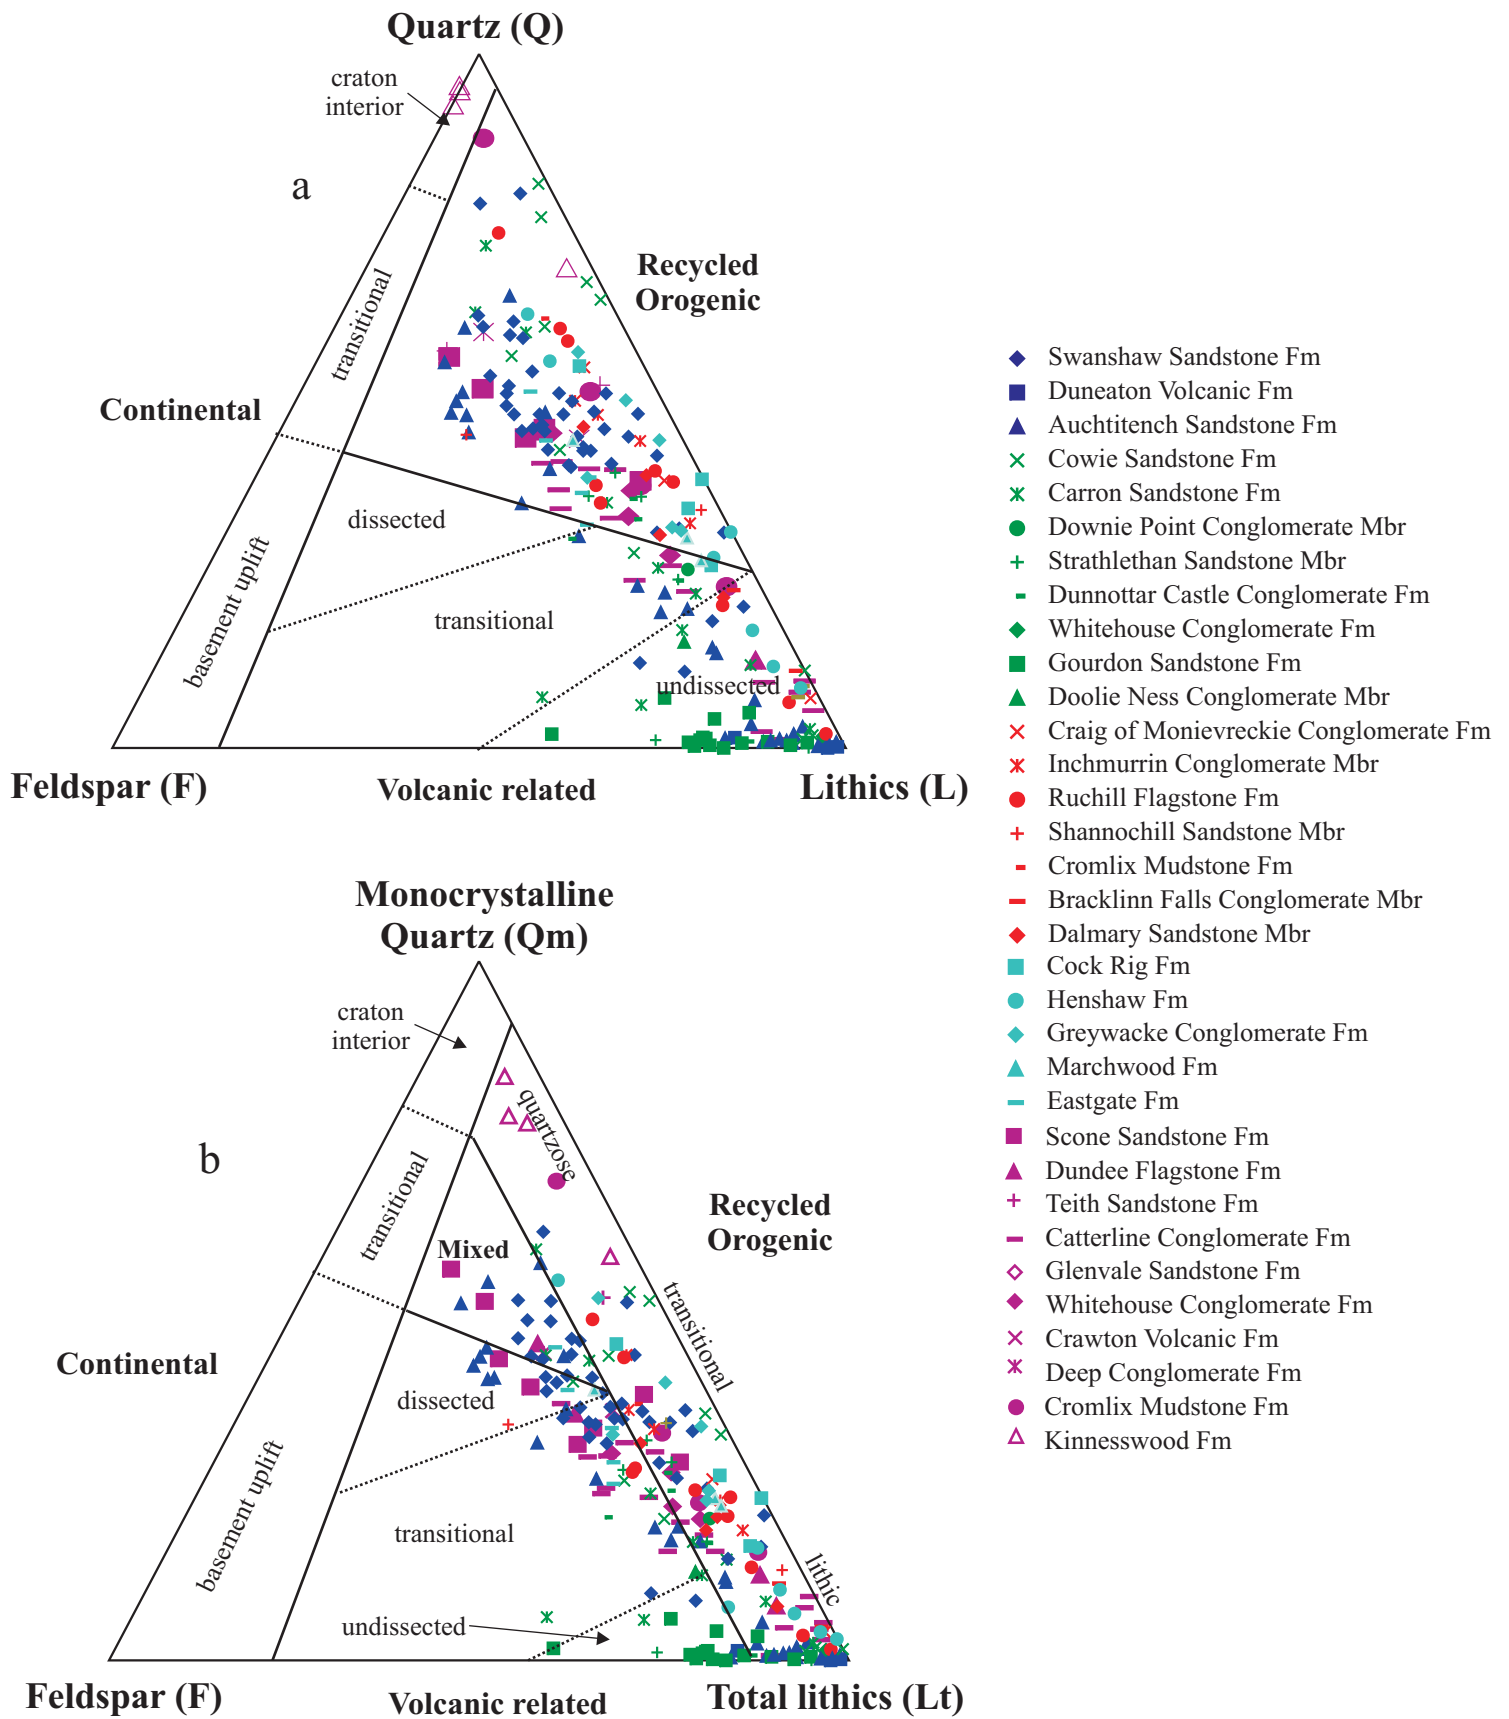 Quartz (Q)
craton
interior
a
transitional
Recycled
Orogenic
Continental
dissected
basement uplift
transitional
undissected
Feldspar (F)
Volcanic related
Lithics (L)
Monocrystalline
Quartz (Qm)
craton
interior
quartzose
b
transitional
Mixed
Recycled
Orogenic
transitional
Continental
dissected
basement uplift
transitional
lithic
undissected
Feldspar (F)
Volcanic related
Total lithics (Lt)
Swanshaw Sandstone Fm
Duneaton Volcanic Fm
Auchtitench Sandstone Fm
Cowie Sandstone Fm
Carron Sandstone Fm
Downie Point Conglomerate Mbr
Strathlethan Sandstone Mbr
Dunnottar Castle Conglomerate Fm
Whitehouse Conglomerate Fm
Gourdon Sandstone Fm
Doolie Ness Conglomerate Mbr
Craig of Monievreckie Conglomerate Fm
Inchmurrin Conglomerate Mbr
Ruchill Flagstone Fm
Shannochill Sandstone Mbr
Cromlix Mudstone Fm
Bracklinn Falls Conglomerate Mbr
Dalmary Sandstone Mbr
Cock Rig Fm
Henshaw Fm
Greywacke Conglomerate Fm
Marchwood Fm
Eastgate Fm
Scone Sandstone Fm
Dundee Flagstone Fm
Teith Sandstone Fm
Catterline Conglomerate Fm
Glenvale Sandstone Fm
Whitehouse Conglomerate Fm
Crawton Volcanic Fm
Deep Conglomerate Fm
Cromlix Mudstone Fm
Kinnesswood Fm